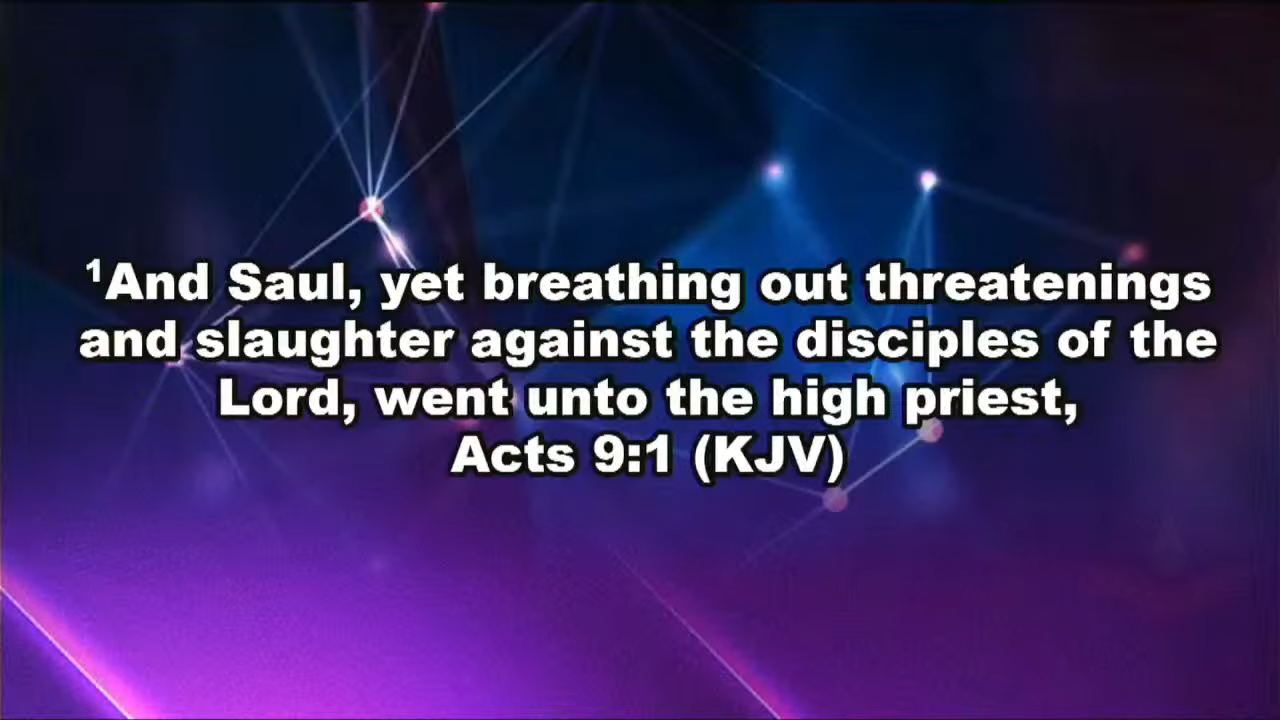 ¹And Saul, yet breathing out threatenings
and slaughter against the disciples of the
Lord, went unto the high priest,
Acts 9:1 (KJV)